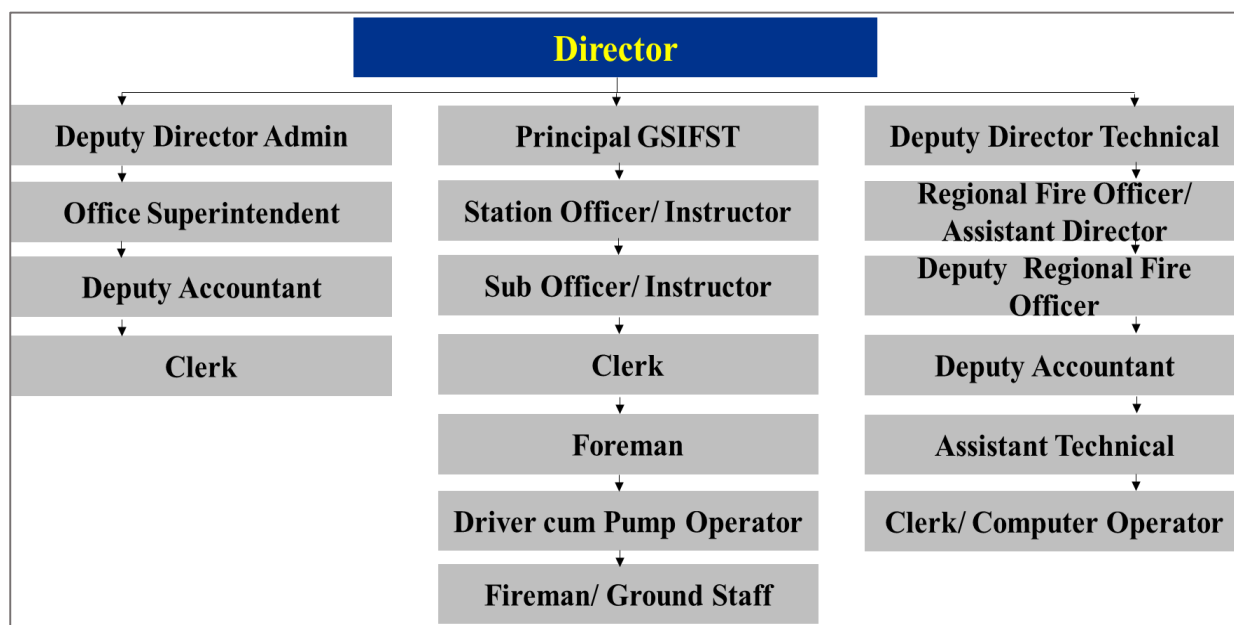 Director
Deputy Director Admin
Office Superintendent
Deputy Accountant
Clerk
Principal GSIFST
Station Officer/ Instructor
Sub Officer/ Instructor
Clerk
Foreman
Driver cum Pump Operator
Fireman/ Ground Staff
Deputy Director Technical
Regional Fire Officer/
Assistant Director
Deputy Regional Fire
Officer
Deputy Accountant
Assistant Technical
Clerk/ Computer Operator